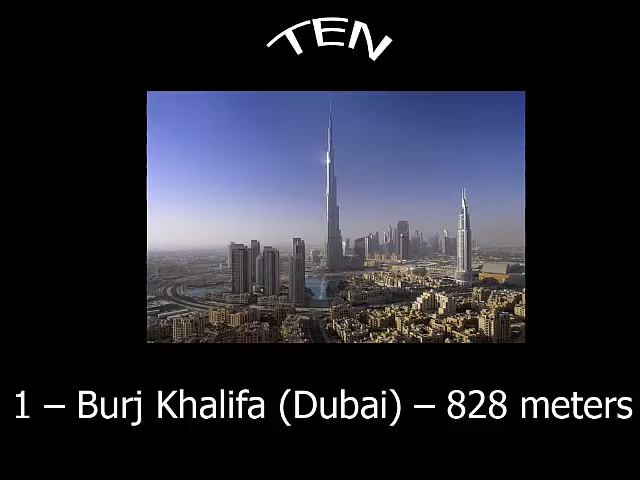 TEN
1 – Burj Khalifa (Dubai) – 828 meters